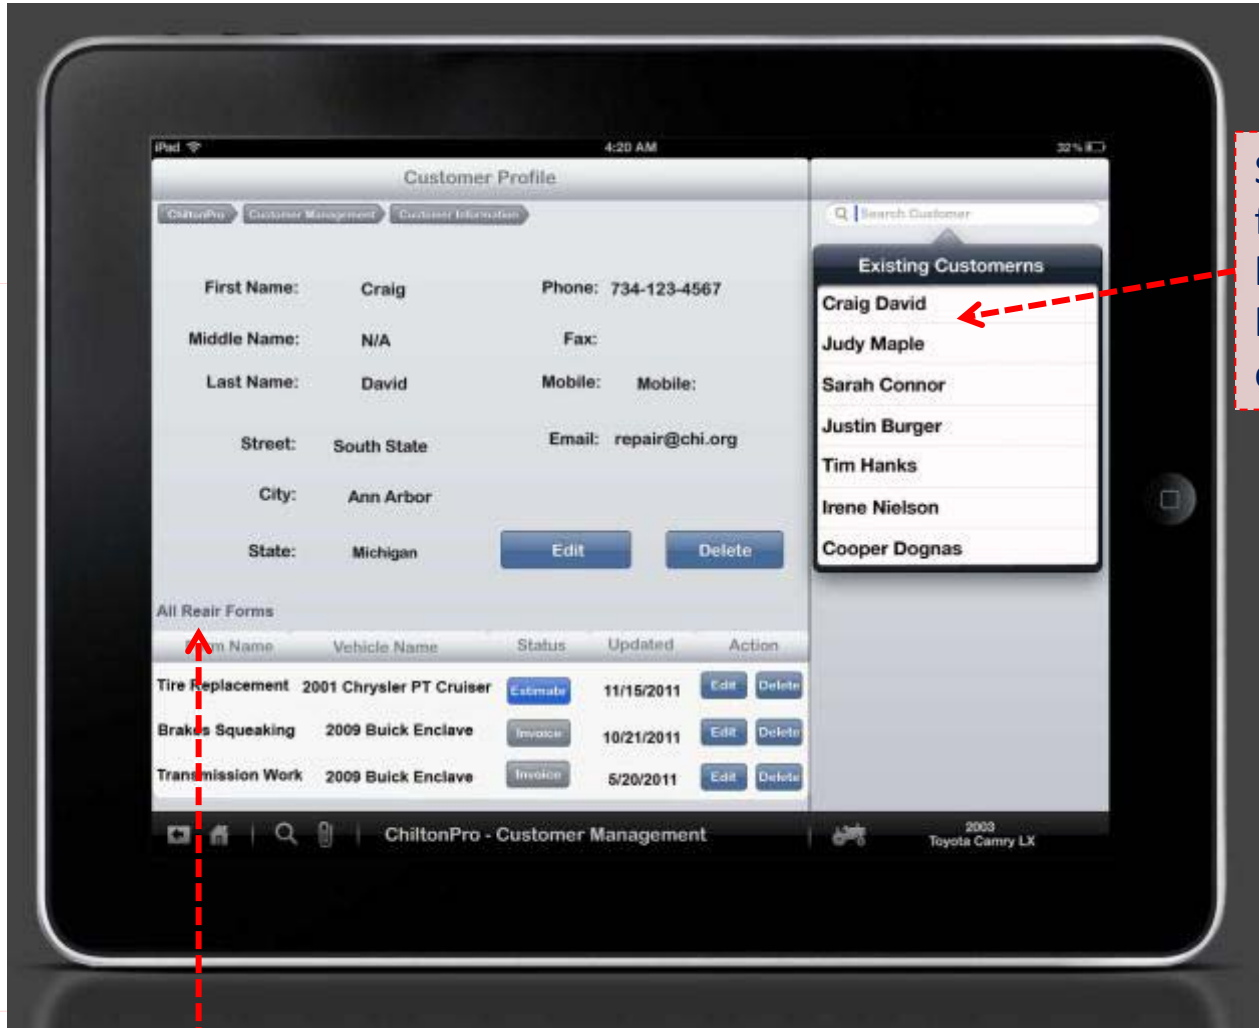 iPad 4:20 AM 32%
Customer Profile
ChiltonPro Customer Management Customer Information
Search Customer
Existing Customerns
Craig David
Judy Maple
Sarah Connor
Justin Burger
Tim Hanks
Irene Nielson
Cooper Dognas
First Name: Craig Phone: 734-123-4567
Middle Name: N/A Fax:
Last Name: David Mobile: Mobile:
Street: South State Email: repair@chi.org
City: Ann Arbor
State: Michigan Edit Delete
All Reair Forms
Name Vehicle Name Status Updated Action
Tire Replacement 2001 Chrysler PT Cruiser Estimate 11/15/2011 Edit Delete
Brakes Squeaking 2009 Buick Enclave Invoice 10/21/2011 Edit Delete
Transmission Work 2009 Buick Enclave Invoice 5/20/2011 Edit Delete
ChiltonPro - Customer Management
2003
Toyota Camry LX